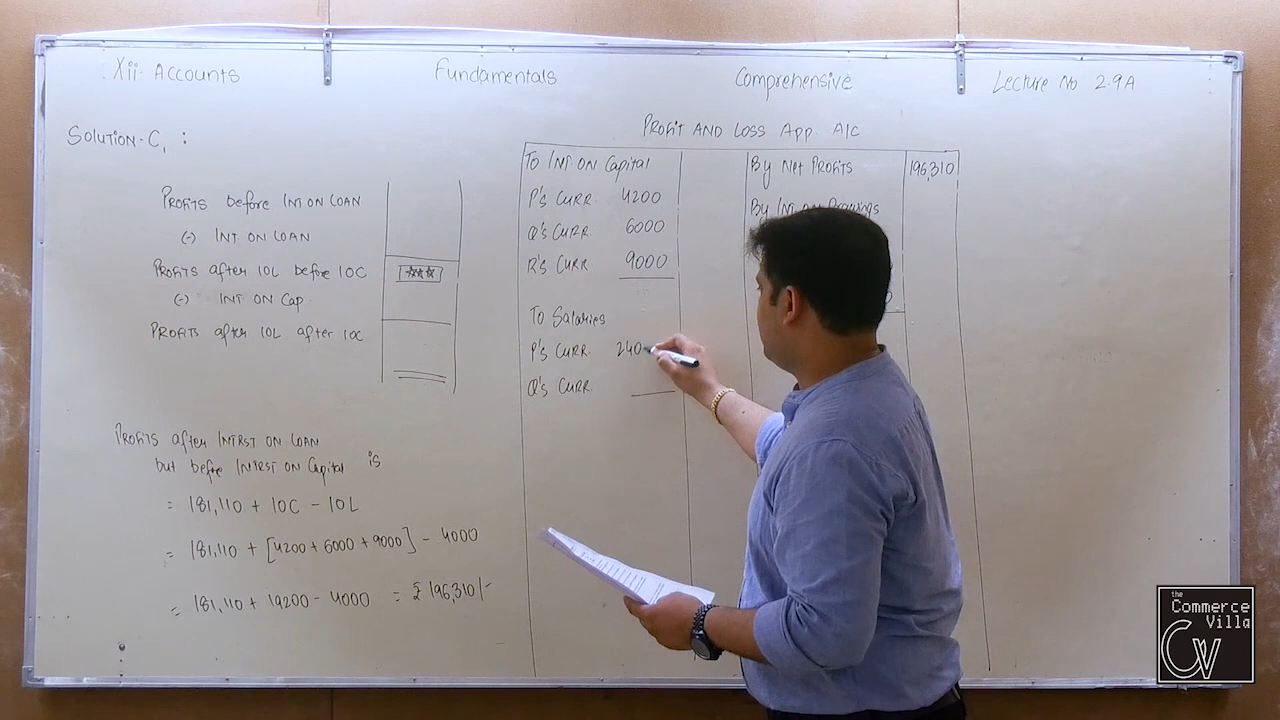 Xii- Accounts Fundamentals Comprehensive Lecture No 2.9A
Solution-C, :
Profits before Int on Loan
(-) Int on Loan
Profits after IOL before IOC
***
(-) Int on Cap.
Profits after IOL after IOC
Profits after Intrst on Loan
but before Intrst on Capital is
= 181,110 + IOC - IOL
= 181,110 + [4200 + 6000 + 9000] - 4000
= 181,110 + 19200 - 4000 = ₹ 196,310/-
Profit and Loss App. A/c
To Int on Capital
P's Curr. 4200
Q's Curr. 6000
R's Curr. 9000
To Salaries
P's Curr. 240
Q's Curr.
By Net Profits 196,310
By Int on Drawings
the
Commerce
Villa
CV